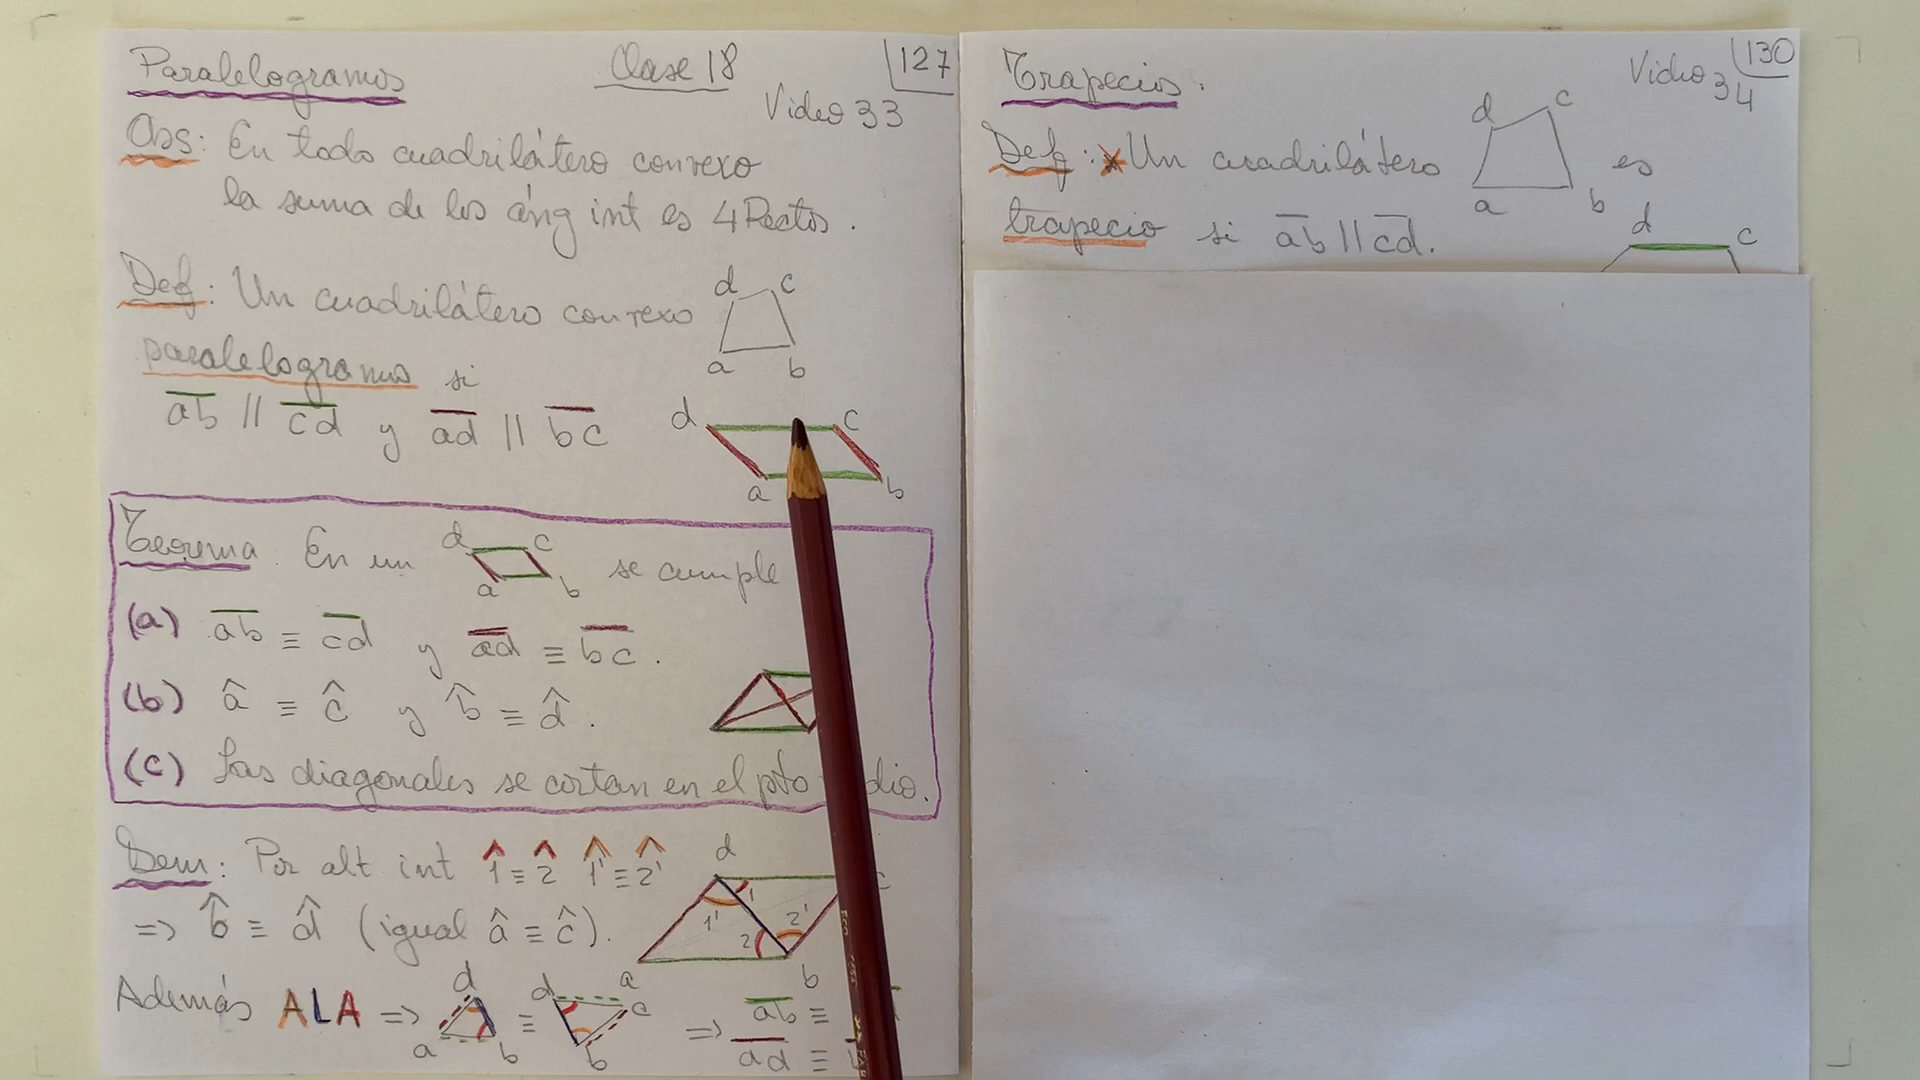 Paralelogramos Clase 18 127
Video 33
Obs: En todo cuadrilátero convexo
la suma de los áng int es 4 Rectos.
Def: Un cuadrilátero convexo
d c
a b
paralelogramo si
ab // cd y ad // bc
d c
a b
Teorema. En un se cumple
d c
a b
(a) ab ≡ cd y ad ≡ bc.
(b) â ≡ ĉ y b̂ ≡ d̂.
(c) Las diagonales se cortan en el pto dio.
Dem: Por alt int 1̂ ≡ 2̂ 1̂' ≡ 2̂'
d c
1' 1 2 2'
a b
=> b̂ ≡ d̂ (igual â ≡ ĉ).
Además ALA => ≡ => ab ≡
d d a c
a b b
ad ≡
Trapecios. Video 34 130
Def: Un cuadrilátero es
d c
a b
trapecio si ab // cd.
d c